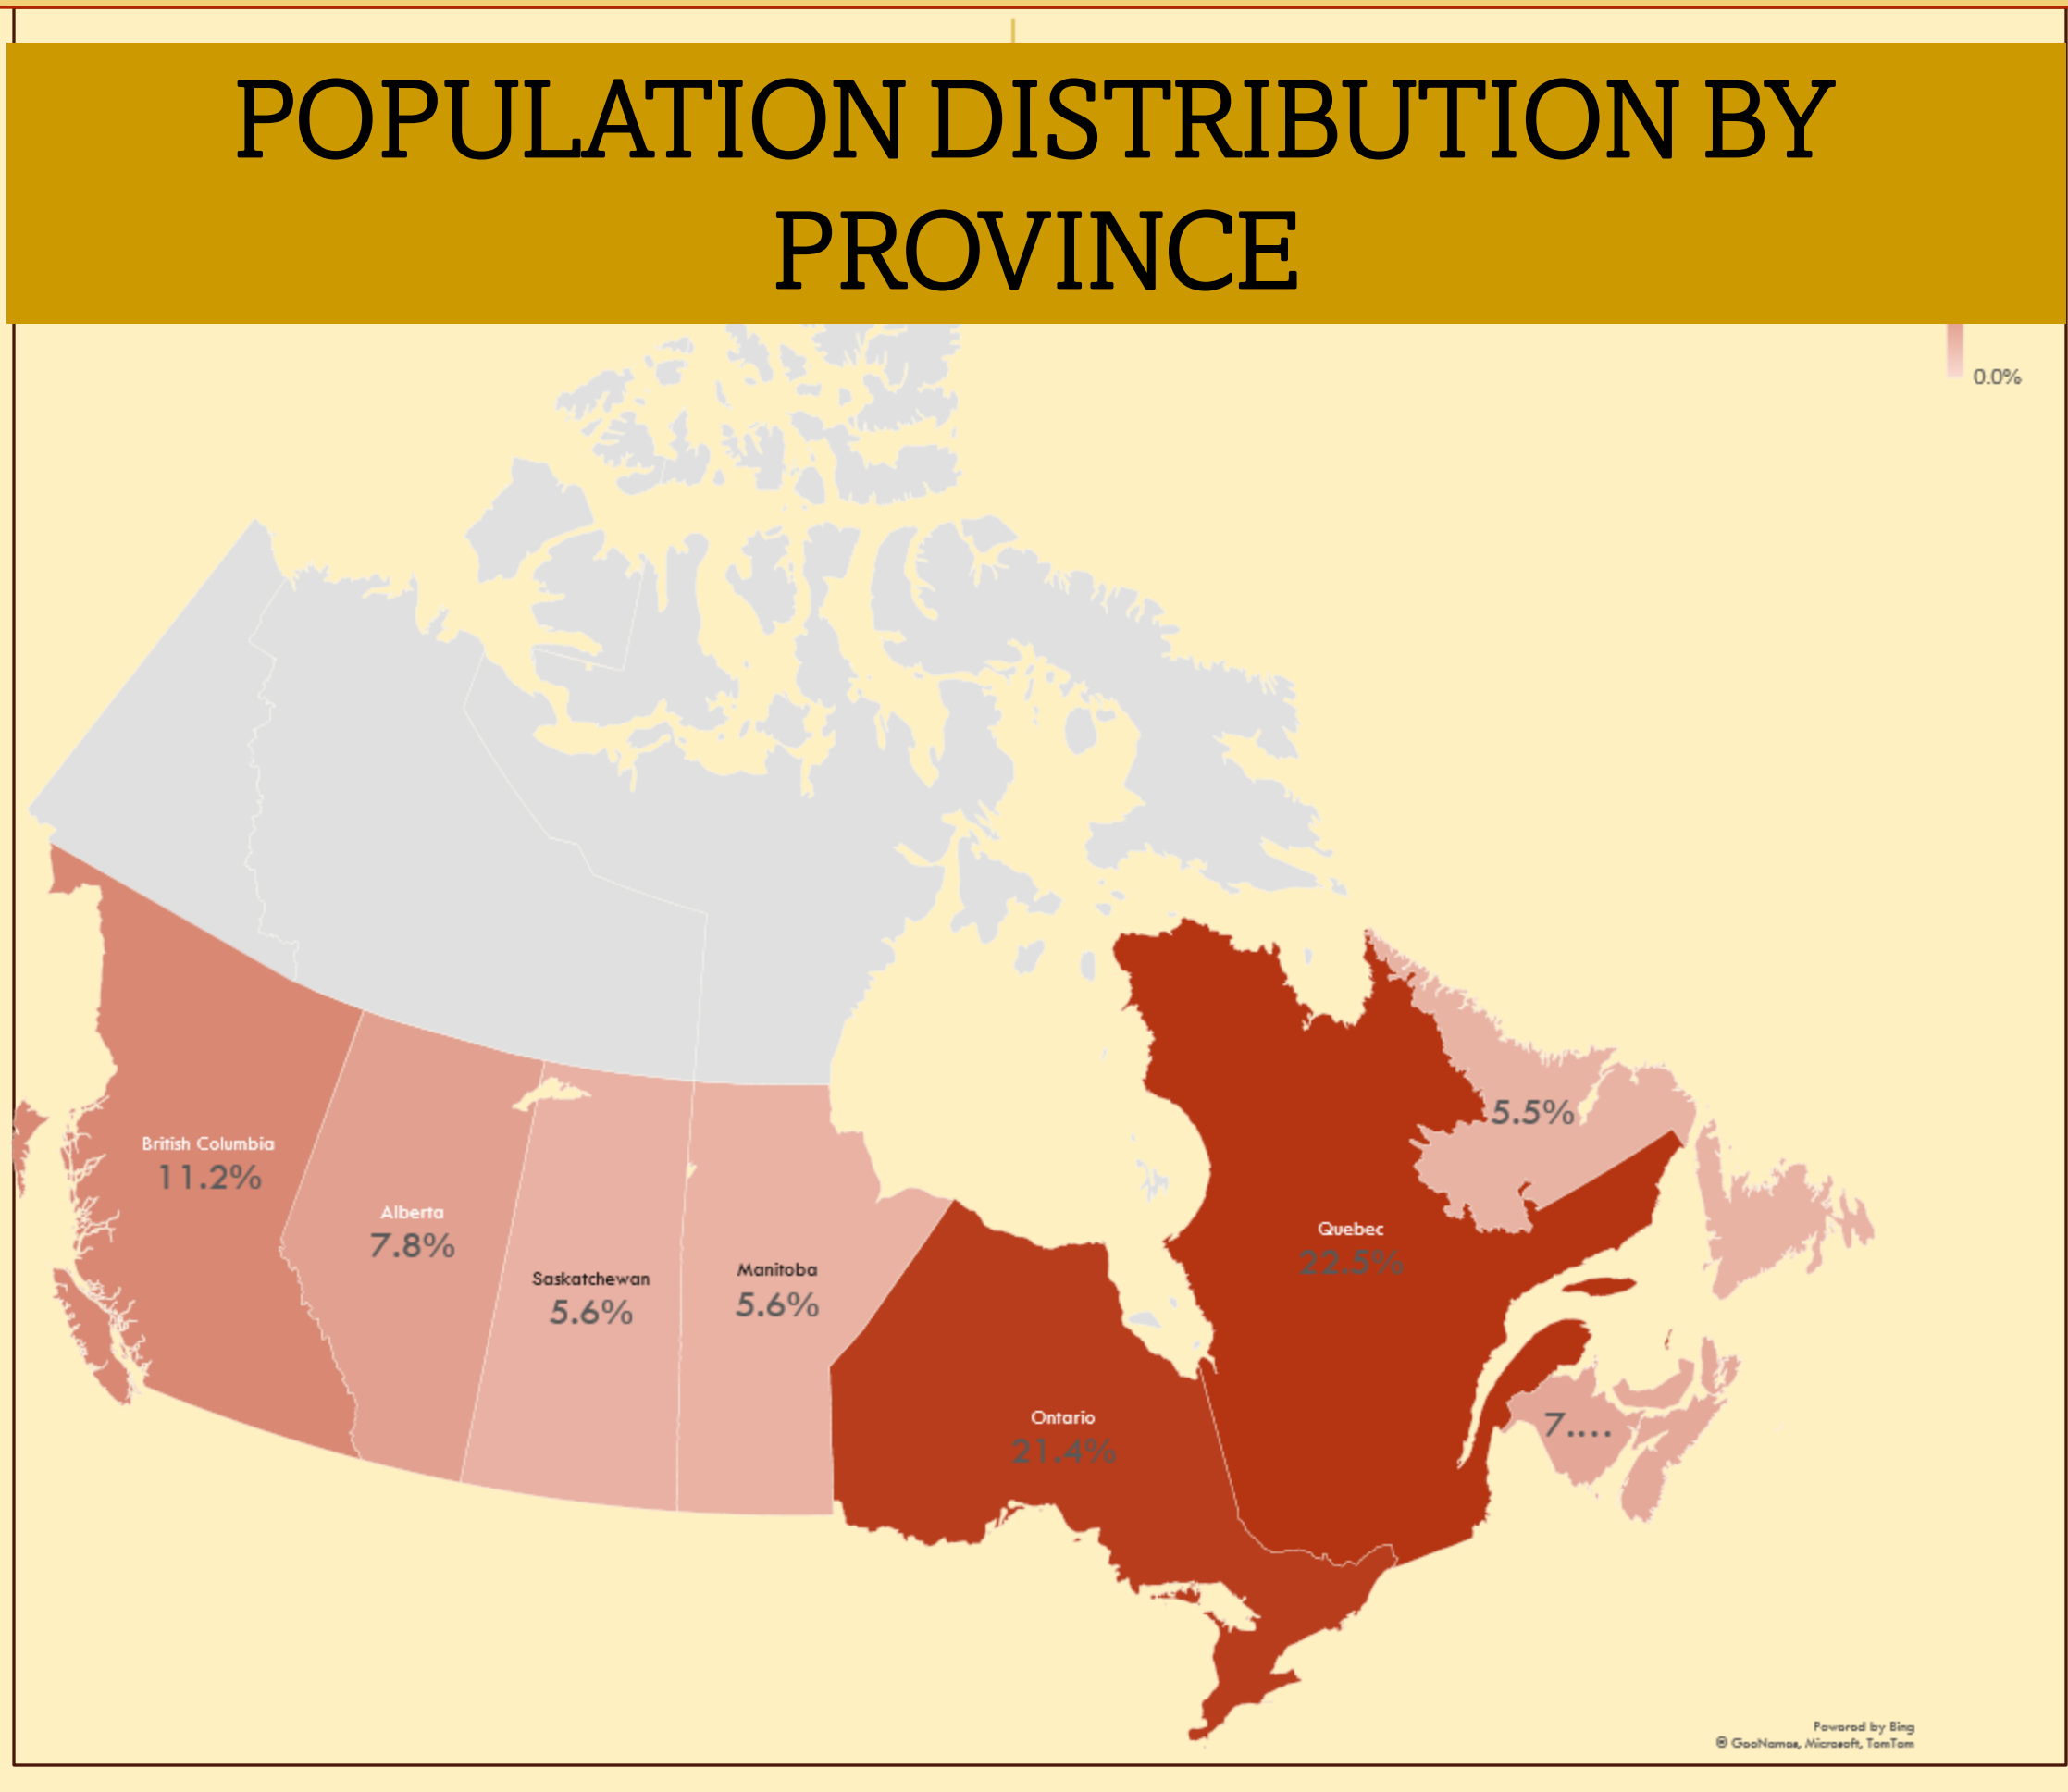 POPULATION DISTRIBUTION BY
PROVINCE
0.0%
5.5%
British Columbia
11.2%
Alberta
7.8%
Quebec
22.5%
Saskatchewan
5.6%
Manitoba
5.6%
Ontario
21.4%
7....
Powered by Bing
© GeoNames, Microsoft, TomTom